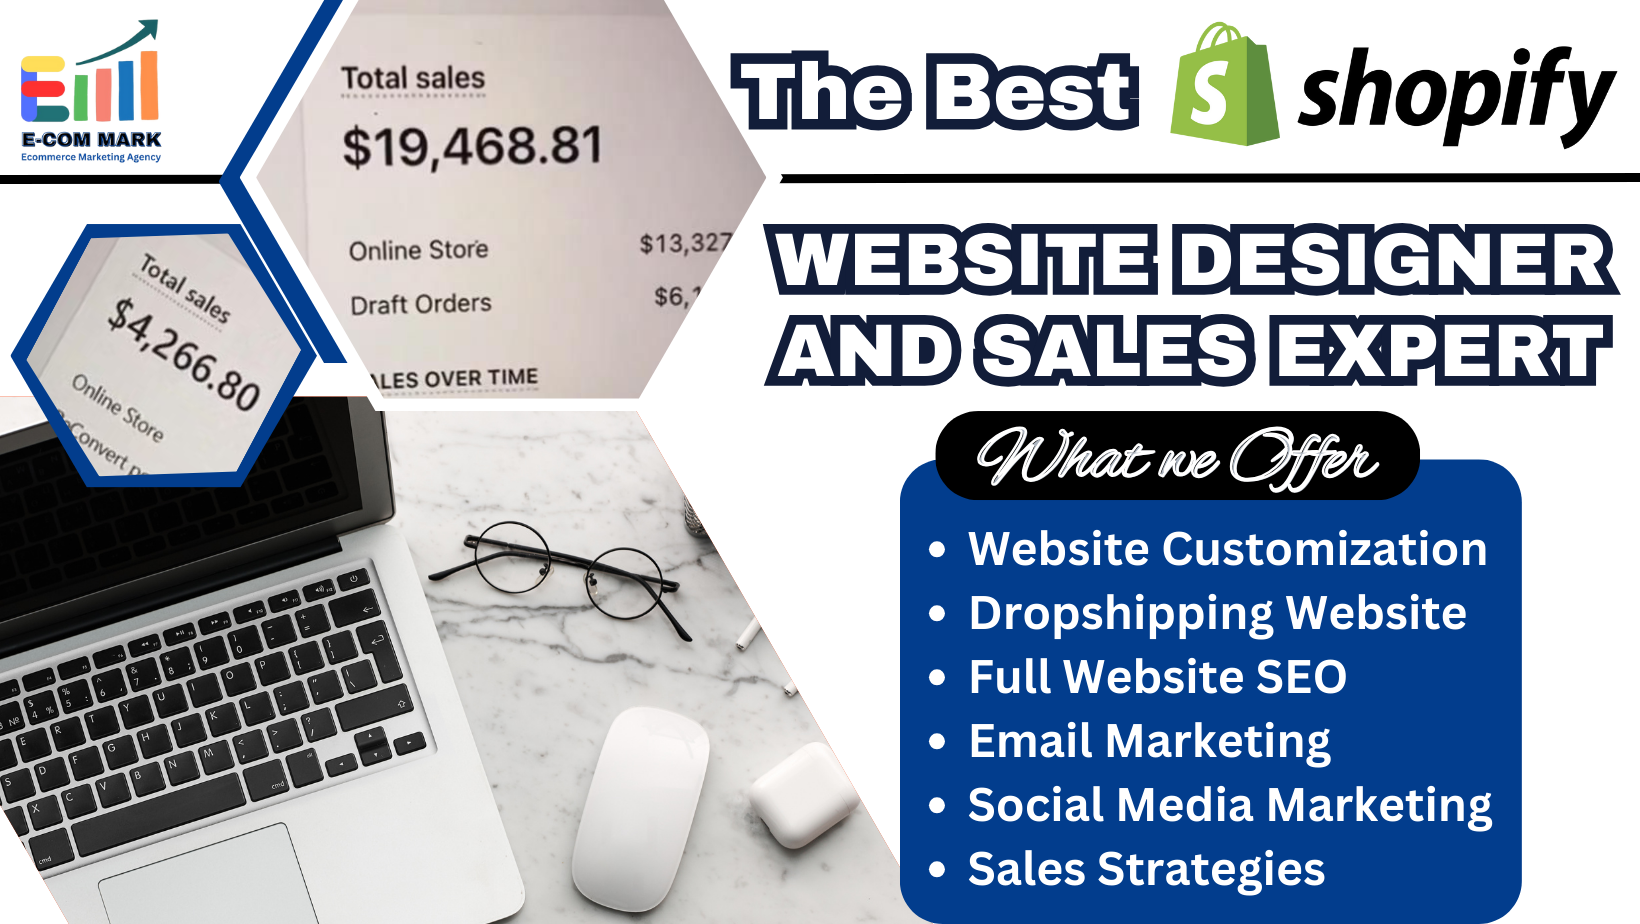 E-COM MARK
Ecommerce Marketing Agency
Total sales
$19,468.81
Online Store $13,327
Draft Orders
ALES OVER TIME
Total sales
$4,266.80
Online Store
The Best shopify
WEBSITE DESIGNER
AND SALES EXPERT
What we Offer
• Website Customization
• Dropshipping Website
• Full Website SEO
• Email Marketing
• Social Media Marketing
• Sales Strategies